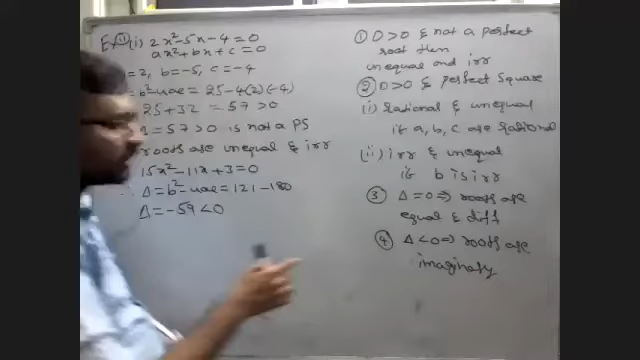 Ex (11) (i) 2x²-5x-4=0
ax²+bx+c=0
=2, b=-5, c=-4
=b²-4ac = 25-4(2)(-4)
25+32 = 57>0
=57>0 is not a PS
roots are unequal & irr
15x²-11x+3=0
∴ Δ=b²-4ac=121-180
Δ=-59<0
① D>0 & not a perfect
root then
unequal and irr
② D>0 & perfect Square
(i) Rational & unequal
if a, b, c are Rational
(ii) irr & unequal
if b is irr
③ Δ=0⇒ roots are
equal & diff
④ Δ<0⇒ roots are
imaginary